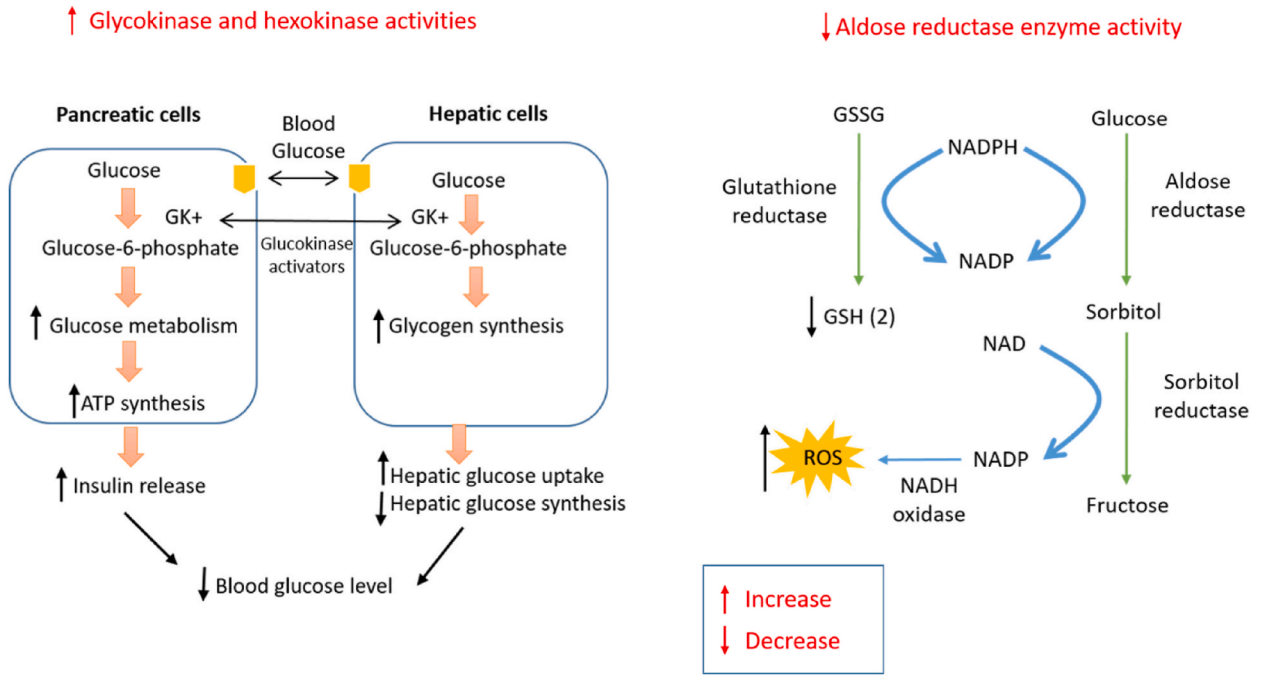 Glycokinase and hexokinase activities
Pancreatic cells
Blood
Glucose
Hepatic cells
Glucose
GK+
Glucose-6-phosphate
Glucose metabolism
ATP synthesis
Insulin release
Glucokinase
activators
Glucose
GK+
Glucose-6-phosphate
Glycogen synthesis
Hepatic glucose uptake
Hepatic glucose synthesis
Blood glucose level
Aldose reductase enzyme activity
GSSG
Glutathione
reductase
GSH (2)
NADPH
NADP
Glucose
Aldose
reductase
Sorbitol
NAD
Sorbitol
reductase
NADP
NADH
oxidase
ROS
Fructose
Increase
Decrease